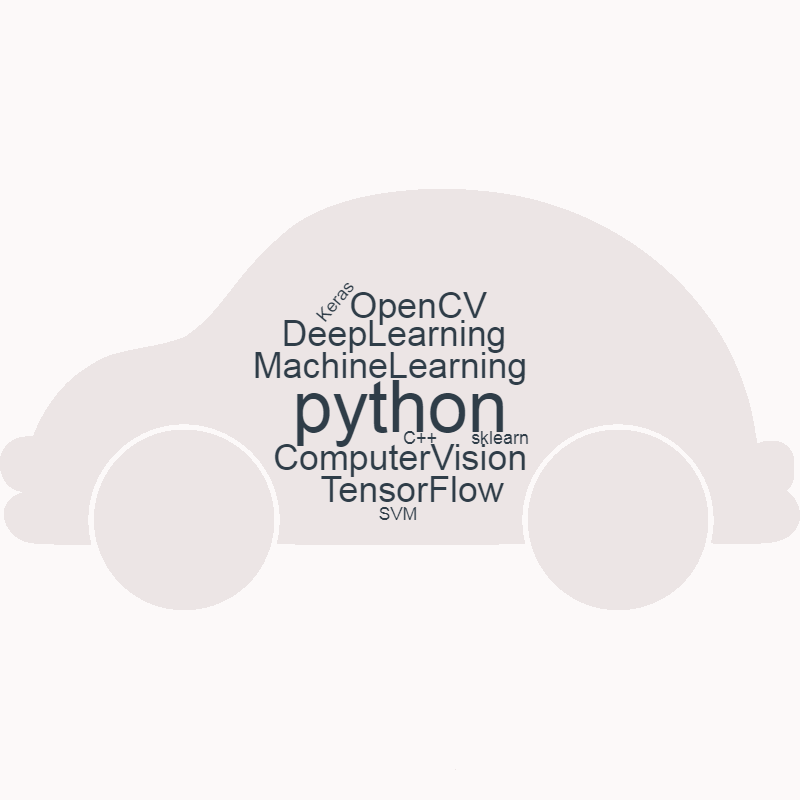 Keras
OpenCV
DeepLearning
MachineLearning
python
C++
sklearn
ComputerVision
TensorFlow
SVM